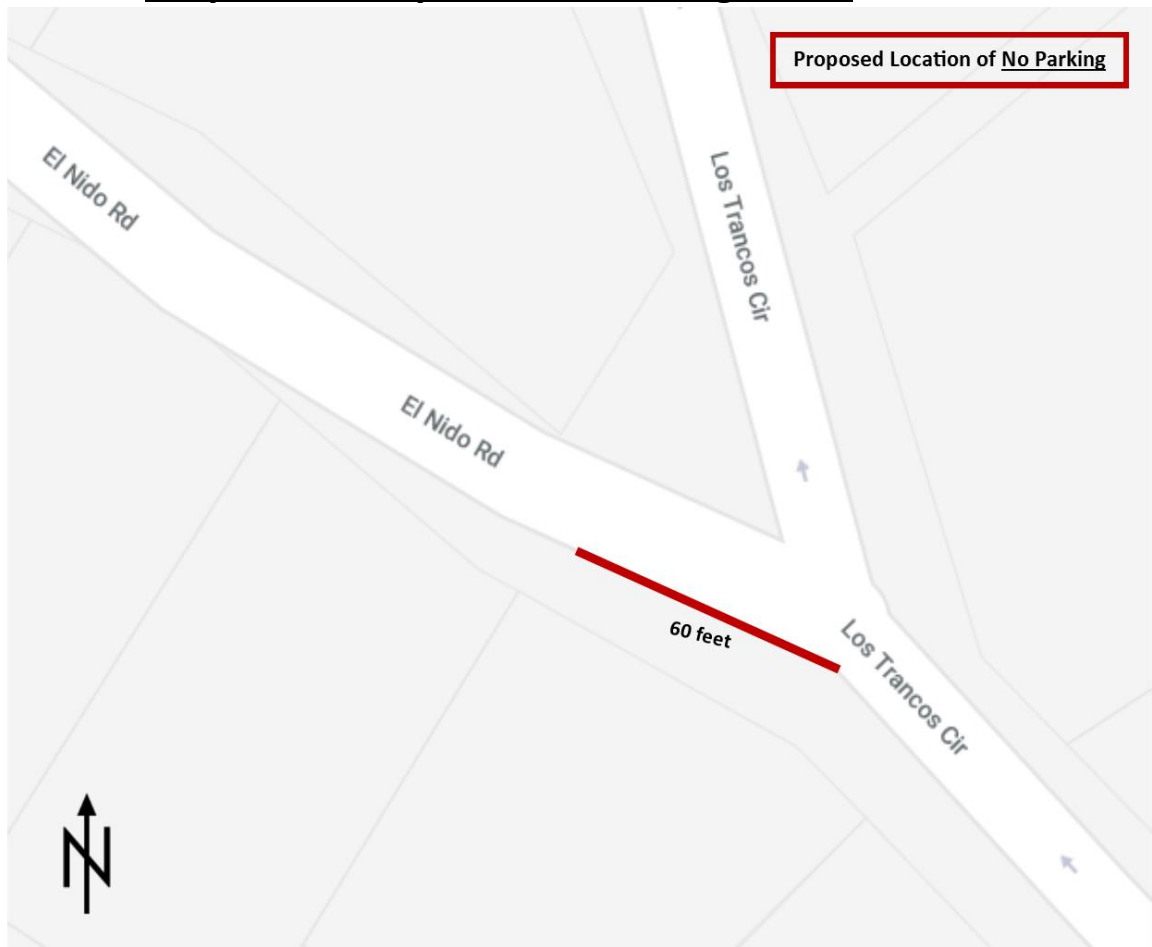 Proposed Location of No Parking
El Nido Rd
Los Trancos Cir
El Nido Rd
60 feet
Los Trancos Cir
N